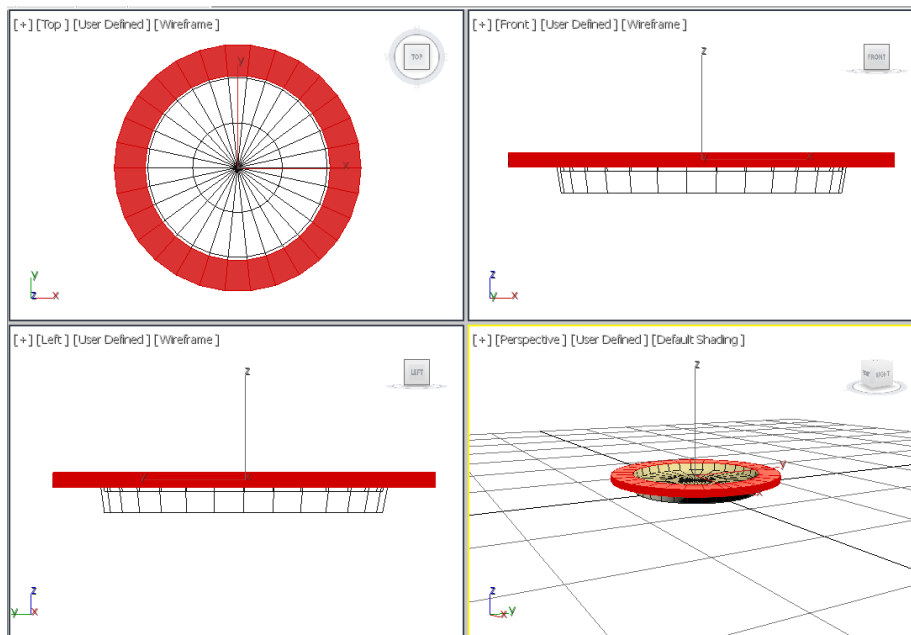 [+] [Top] [User Defined] [Wireframe]
TOP
y
x
y
z x
[+] [Front] [User Defined] [Wireframe]
FRONT
z
x
z
y x
[+] [Left] [User Defined] [Wireframe]
LEFT
z
y
z
y x
[+] [Perspective] [User Defined] [Default Shading]
RIGHT
z
y
x
z
y
x